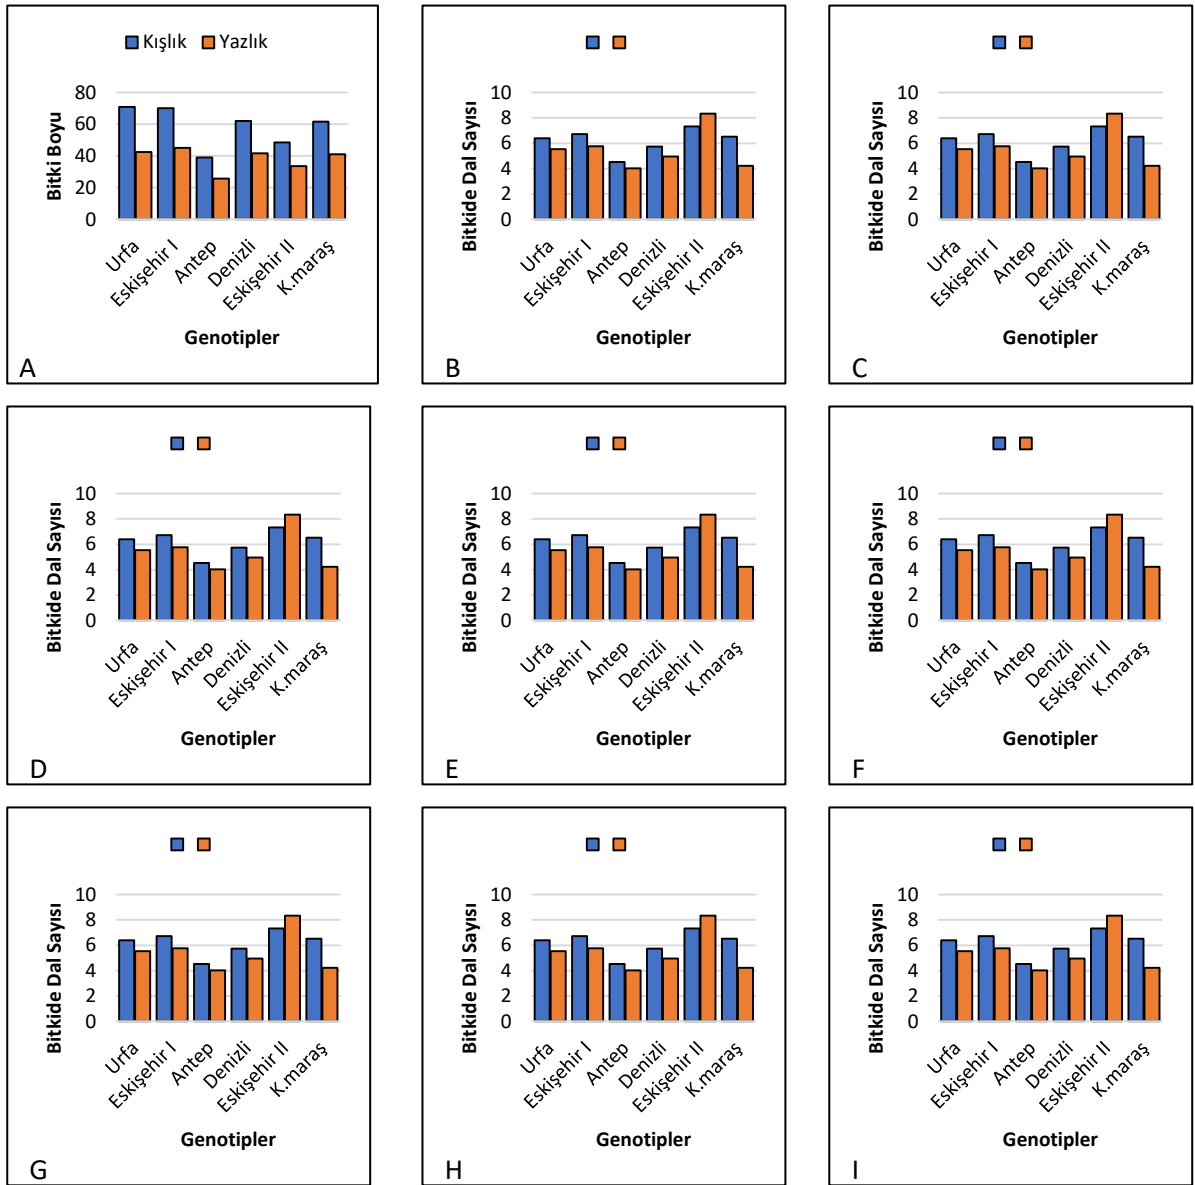 Kışlık Yazlık
Bitki Boyu
80
60
40
20
0
Urfa
Eskişehir I
Antep
Denizli
Eskişehir II
K.maraş
Genotipler
A
Bitkide Dal Sayısı
10
8
6
4
2
0
Urfa
Eskişehir I
Antep
Denizli
Eskişehir II
K.maraş
Genotipler
B
Bitkide Dal Sayısı
10
8
6
4
2
0
Urfa
Eskişehir I
Antep
Denizli
Eskişehir II
K.maraş
Genotipler
C
Bitkide Dal Sayısı
10
8
6
4
2
0
Urfa
Eskişehir I
Antep
Denizli
Eskişehir II
K.maraş
Genotipler
D
Bitkide Dal Sayısı
10
8
6
4
2
0
Urfa
Eskişehir I
Antep
Denizli
Eskişehir II
K.maraş
Genotipler
E
Bitkide Dal Sayısı
10
8
6
4
2
0
Urfa
Eskişehir I
Antep
Denizli
Eskişehir II
K.maraş
Genotipler
F
Bitkide Dal Sayısı
10
8
6
4
2
0
Urfa
Eskişehir I
Antep
Denizli
Eskişehir II
K.maraş
Genotipler
G
Bitkide Dal Sayısı
10
8
6
4
2
0
Urfa
Eskişehir I
Antep
Denizli
Eskişehir II
K.maraş
Genotipler
H
Bitkide Dal Sayısı
10
8
6
4
2
0
Urfa
Eskişehir I
Antep
Denizli
Eskişehir II
K.maraş
Genotipler
I